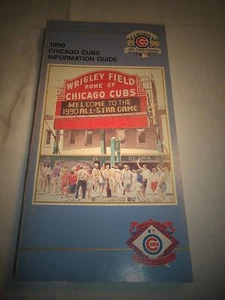 1990
CHICAGO CUBS
INFORMATION GUIDE
WRIGLEY FIELD
HOME OF
CHICAGO CUBS
WELCOME TO THE
1990 ALL-STAR GAME